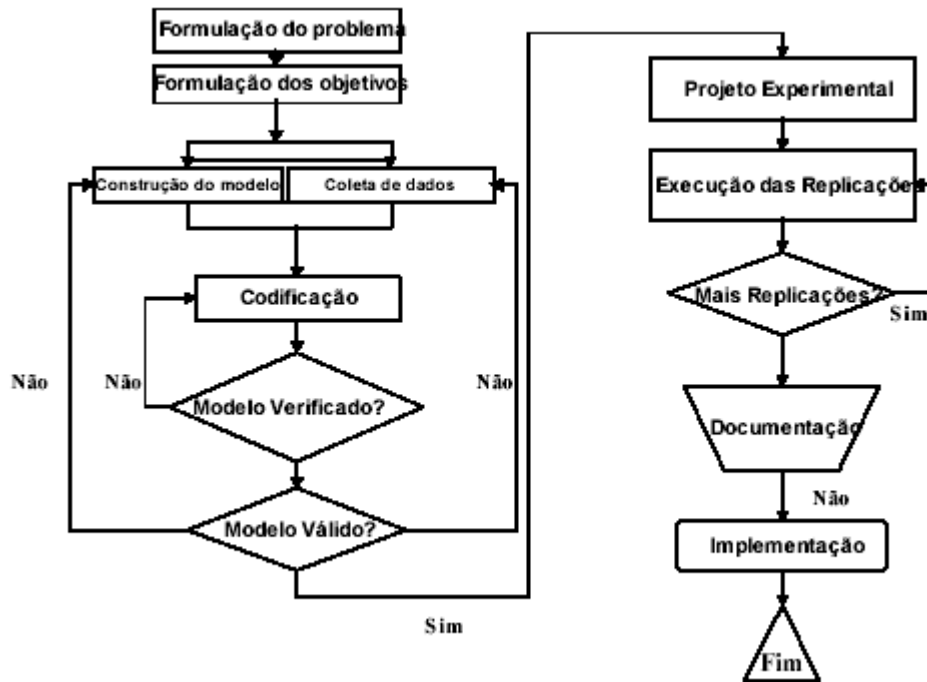 Formulação do problema
Formulação dos objetivos
Construção do modelo
Coleta de dados
Codificação
Não
Não
Não
Modelo Verificado?
Modelo Válido?
Sim
Projeto Experimental
Execução das Replicações
Mais Replicações?
Sim
Documentação
Não
Implementação
Fim